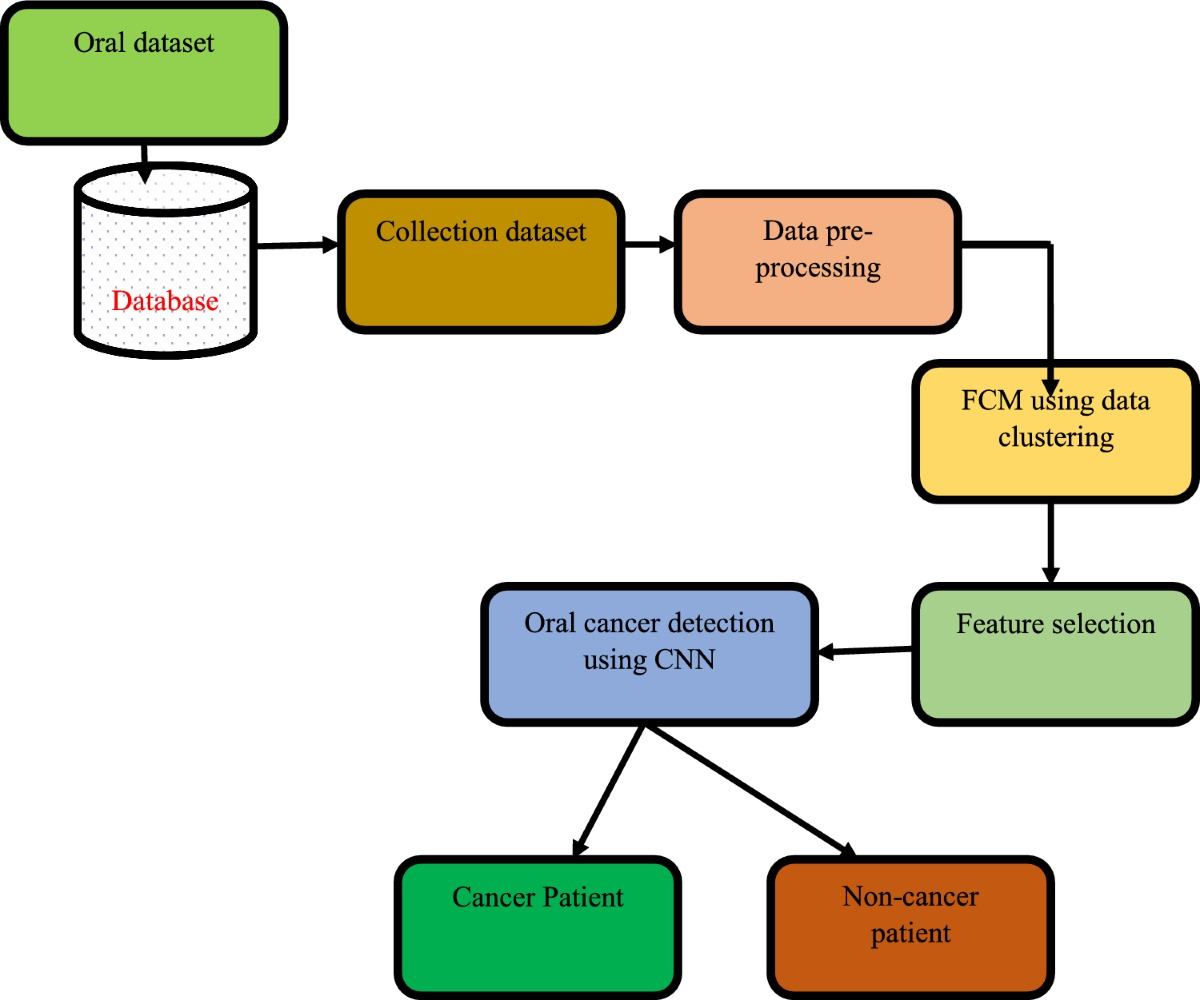 Oral dataset
Database
Collection dataset
Data pre-
processing
FCM using data
clustering
Feature selection
Oral cancer detection
using CNN
Cancer Patient
Non-cancer
patient